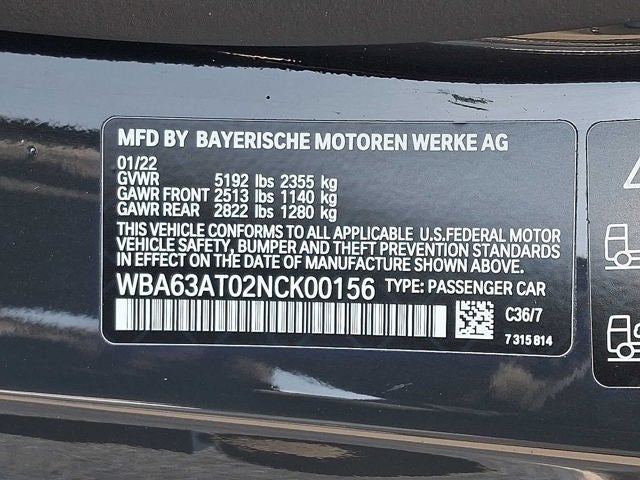 MFD BY BAYERISCHE MOTOREN WERKE AG
01/22
GVWR 5192 lbs 2355 kg
GAWR FRONT 2513 lbs 1140 kg
GAWR REAR 2822 lbs 1280 kg
THIS VEHICLE CONFORMS TO ALL APPLICABLE U.S.FEDERAL MOTOR
VEHICLE SAFETY, BUMPER AND THEFT PREVENTION STANDARDS
IN EFFECT ON THE DATE OF MANUFACTURE SHOWN ABOVE.
WBA63AT02NCK00156 TYPE: PASSENGER CAR
C36/7
7 315 814